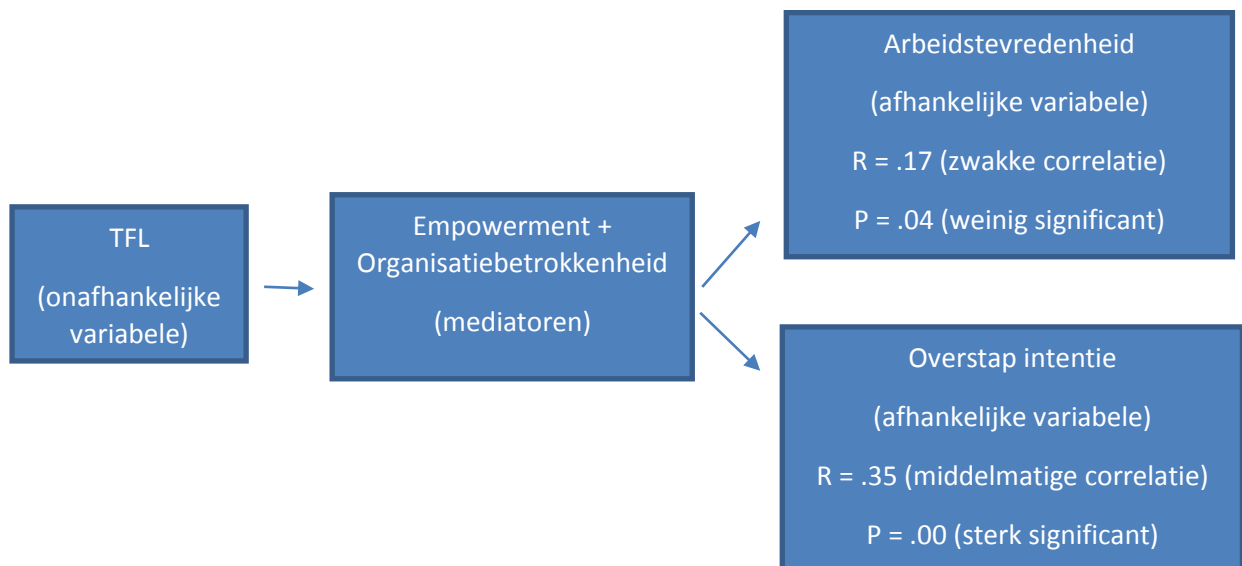 TFL
(onafhankelijke
variabele)
Empowerment +
Organisatiebetrokkenheid
(mediatoren)
Arbeidstevredenheid
(afhankelijke variabele)
R = .17 (zwakke correlatie)
P = .04 (weinig significant)
Overstap intentie
(afhankelijke variabele)
R = .35 (middelmatige correlatie)
P = .00 (sterk significant)